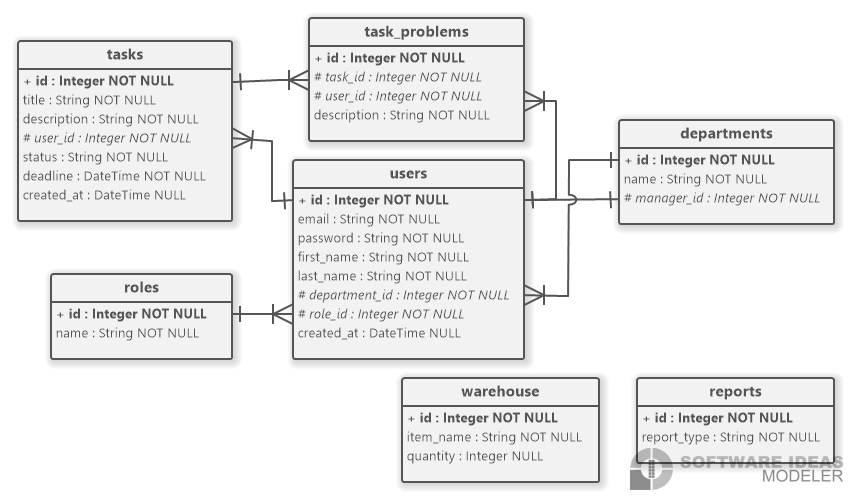 tasks
+ id : Integer NOT NULL
title : String NOT NULL
description : String NOT NULL
# user_id : Integer NOT NULL
status : String NOT NULL
deadline : DateTime NOT NULL
created_at : DateTime NULL
task_problems
+ id : Integer NOT NULL
# task_id : Integer NOT NULL
# user_id : Integer NOT NULL
description : String NOT NULL
departments
+ id : Integer NOT NULL
name : String NOT NULL
# manager_id : Integer NOT NULL
users
+ id : Integer NOT NULL
email : String NOT NULL
password : String NOT NULL
first_name : String NOT NULL
last_name : String NOT NULL
# department_id : Integer NOT NULL
# role_id : Integer NOT NULL
created_at : DateTime NULL
roles
+ id : Integer NOT NULL
name : String NOT NULL
warehouse
+ id : Integer NOT NULL
item_name : String NOT NULL
quantity : Integer NULL
reports
+ id : Integer NOT NULL
report_type : String NOT NULL
SOFTWARE IDEAS
MODELER